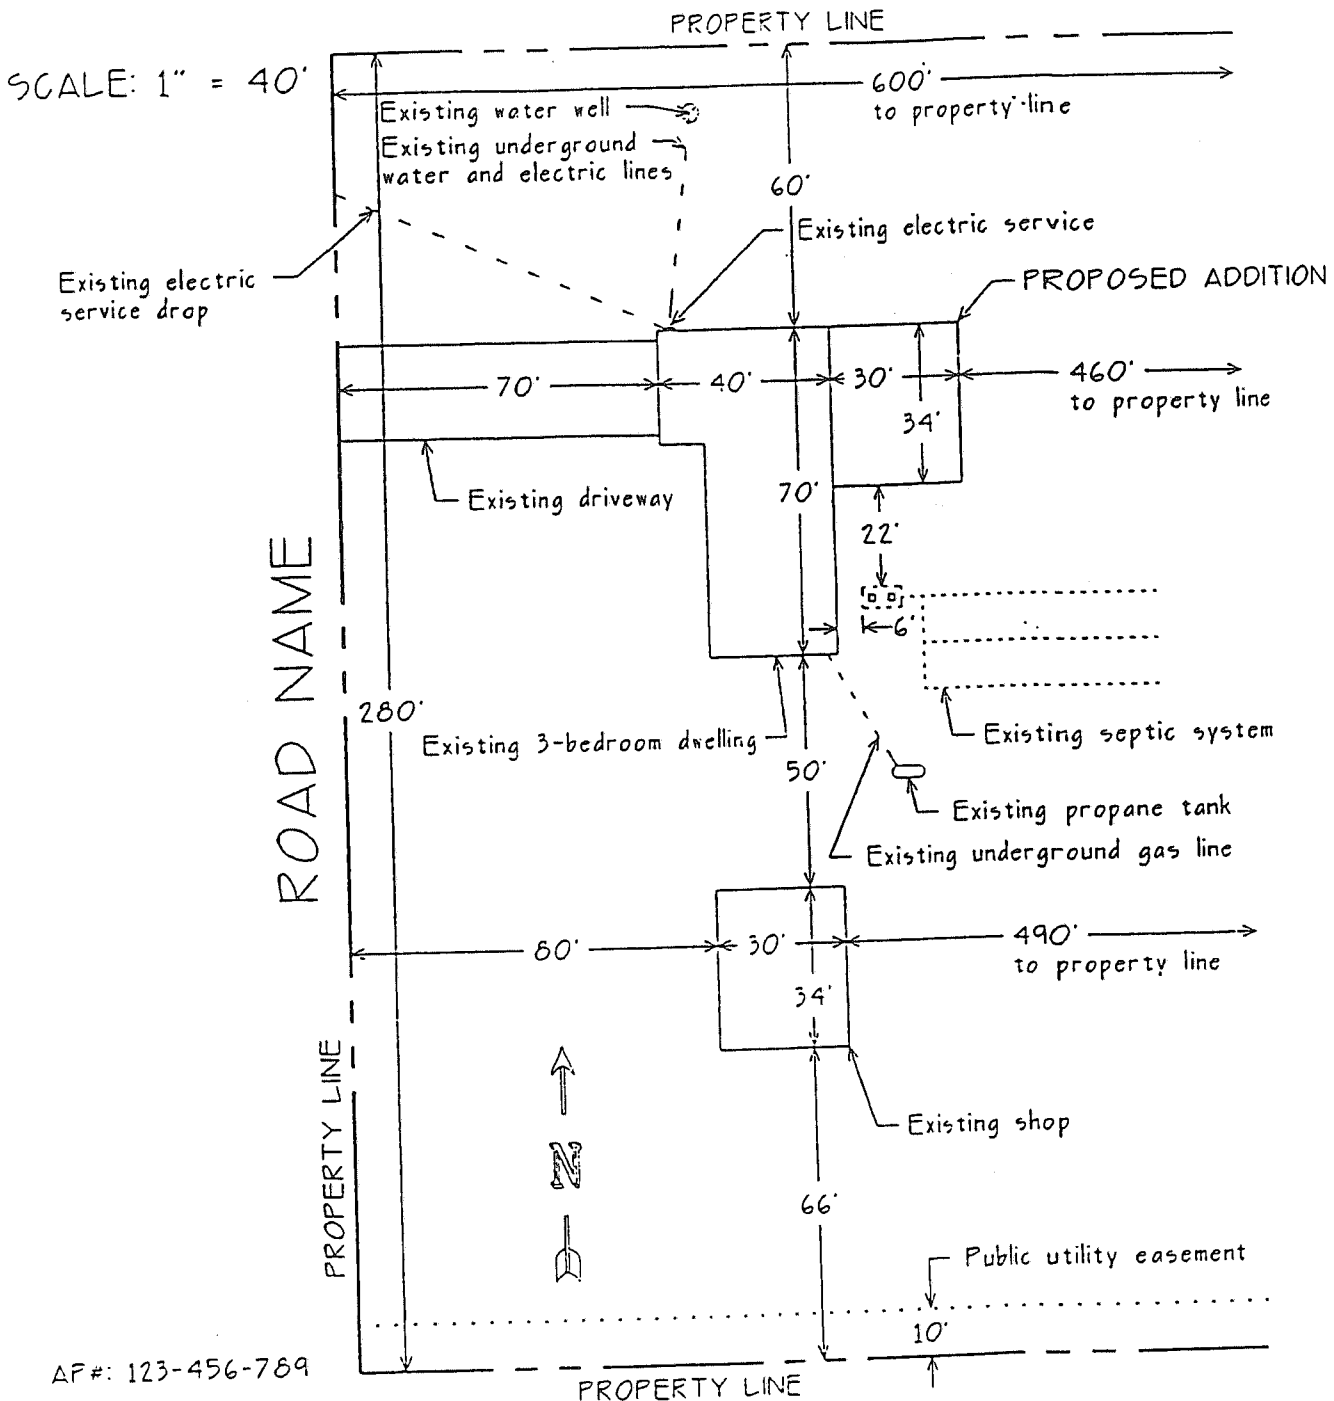 PROPERTY LINE
SCALE: 1" = 40'
600'
to property line
Existing water well
Existing underground
water and electric lines
60'
Existing electric service
Existing electric
service drop
PROPOSED ADDITION
70'
40'
30'
460'
to property line
34'
Existing driveway
70'
22'
6'
ROAD NAME
280'
Existing 3-bedroom dwelling
Existing septic system
50'
Existing propane tank
Existing underground gas line
80'
30'
490'
to property line
34'
PROPERTY LINE
N
Existing shop
66'
Public utility easement
10'
AP#: 123-456-789
PROPERTY LINE